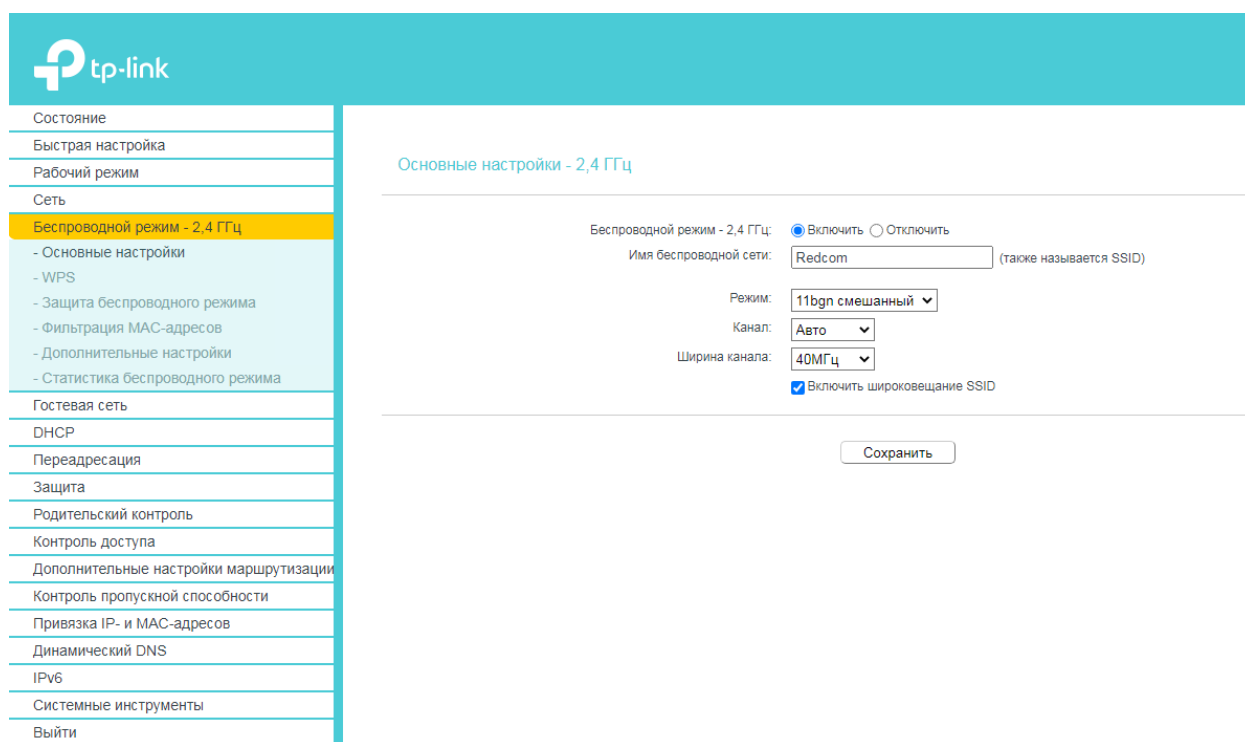 tp-link
Состояние
Быстрая настройка
Рабочий режим
Сеть
Беспроводной режим - 2,4 ГГц
- Основные настройки
- WPS
- Защита беспроводного режима
- Фильтрация MAC-адресов
- Дополнительные настройки
- Статистика беспроводного режима
Гостевая сеть
DHCP
Переадресация
Защита
Родительский контроль
Контроль доступа
Дополнительные настройки маршрутизации
Контроль пропускной способности
Привязка IP- и MAC-адресов
Динамический DNS
IPv6
Системные инструменты
Выйти
Основные настройки - 2,4 ГГц
Беспроводной режим - 2,4 ГГц: Включить Отключить
Имя беспроводной сети: Redcom (также называется SSID)
Режим: 11bgn смешанный
Канал: Авто
Ширина канала: 40МГц
Включить широковещание SSID
Сохранить